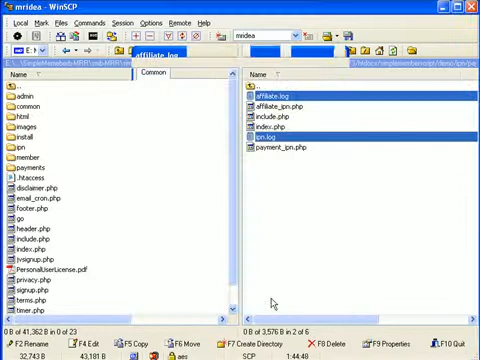 mridea - WinSCP
Local Mark Files Commands Session Options Remote Help
mridea
affiliate.log
Common
Name
..
admin
common
html
images
install
ipn
member
payments
.htaccess
disclaimer.php
email_cron.php
footer.php
go
header.php
include.php
index.php
jvsignup.php
PersonalUserLicense.pdf
privacy.php
signup.php
terms.php
timer.php
Name
..
affiliate.log
affiliate_ipn.php
include.php
index.php
ipn.log
payment_ipn.php
0 B of 41,362 B in 0 of 23
0 B of 3,576 B in 2 of 6
F2 Rename F4 Edit F5 Copy F6 Move F7 Create Directory F8 Delete F9 Properties F10 Quit
32,743 B 43,181 B aes SCP 1:44:48